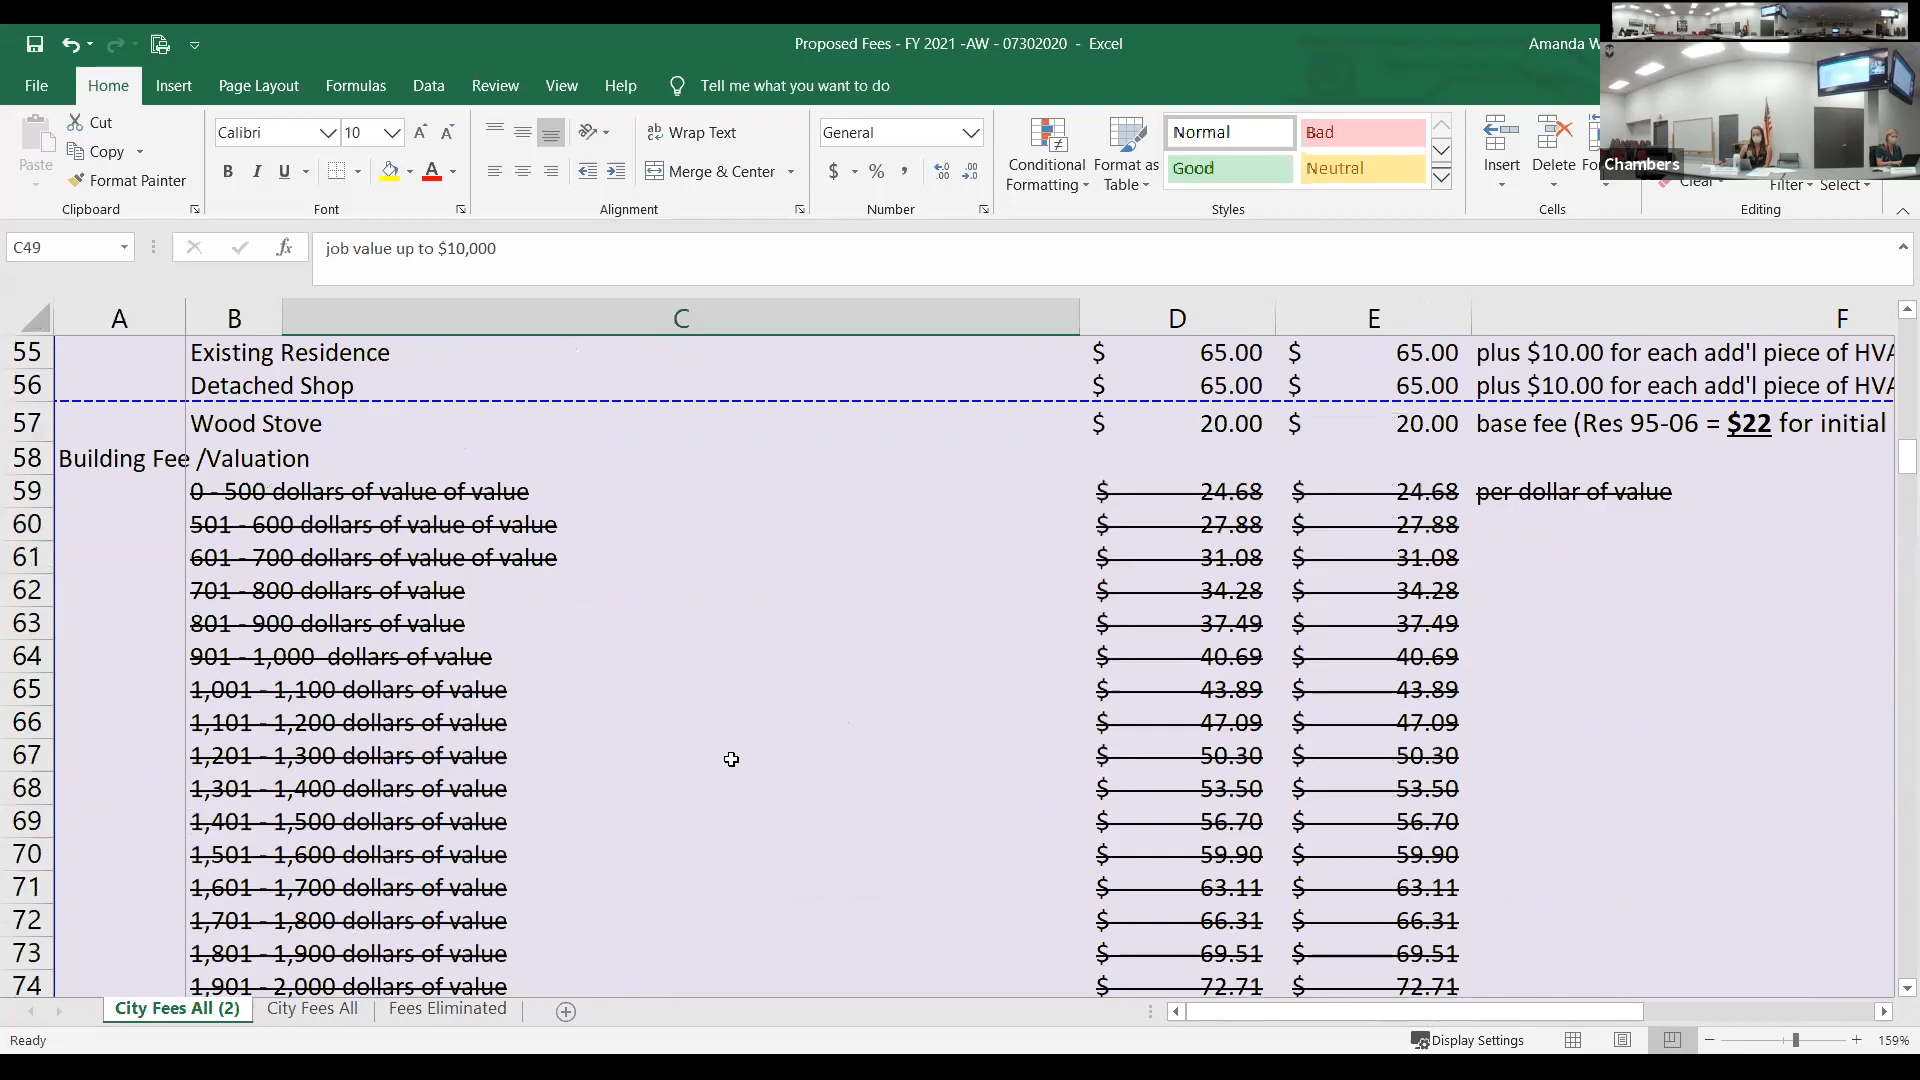 Proposed Fees - FY 2021 -AW - 07302020 - Excel
Amanda W
File Home Insert Page Layout Formulas Data Review View Help Tell me what you want to do
Chambers
Paste
Cut
Copy
Format Painter
Clipboard
Calibri 10 A A
B I U A
Font
ab Wrap Text
Merge & Center
Alignment
General
$ % ,
Number
Conditional Formatting
Format as Table
Normal Bad
Good Neutral
Styles
Insert Delete
Cells
Clear
Filter Select
Editing
C49 fx job value up to $10,000
A B C D E F
55 Existing Residence $ 65.00 $ 65.00 plus $10.00 for each add'l piece of HVA
56 Detached Shop $ 65.00 $ 65.00 plus $10.00 for each add'l piece of HVA
57 Wood Stove $ 20.00 $ 20.00 base fee (Res 95-06 = $22 for initial
58 Building Fee /Valuation
59 0 - 500 dollars of value of value $ 24.68 $ 24.68 per dollar of value
60 501 - 600 dollars of value of value $ 27.88 $ 27.88
61 601 - 700 dollars of value of value $ 31.08 $ 31.08
62 701 - 800 dollars of value $ 34.28 $ 34.28
63 801 - 900 dollars of value $ 37.49 $ 37.49
64 901 - 1,000 dollars of value $ 40.69 $ 40.69
65 1,001 - 1,100 dollars of value $ 43.89 $ 43.89
66 1,101 - 1,200 dollars of value $ 47.09 $ 47.09
67 1,201 - 1,300 dollars of value $ 50.30 $ 50.30
68 1,301 - 1,400 dollars of value $ 53.50 $ 53.50
69 1,401 - 1,500 dollars of value $ 56.70 $ 56.70
70 1,501 - 1,600 dollars of value $ 59.90 $ 59.90
71 1,601 - 1,700 dollars of value $ 63.11 $ 63.11
72 1,701 - 1,800 dollars of value $ 66.31 $ 66.31
73 1,801 - 1,900 dollars of value $ 69.51 $ 69.51
74 1,901 - 2,000 dollars of value $ 72.71 $ 72.71
City Fees All (2) City Fees All Fees Eliminated
Ready Display Settings 159%